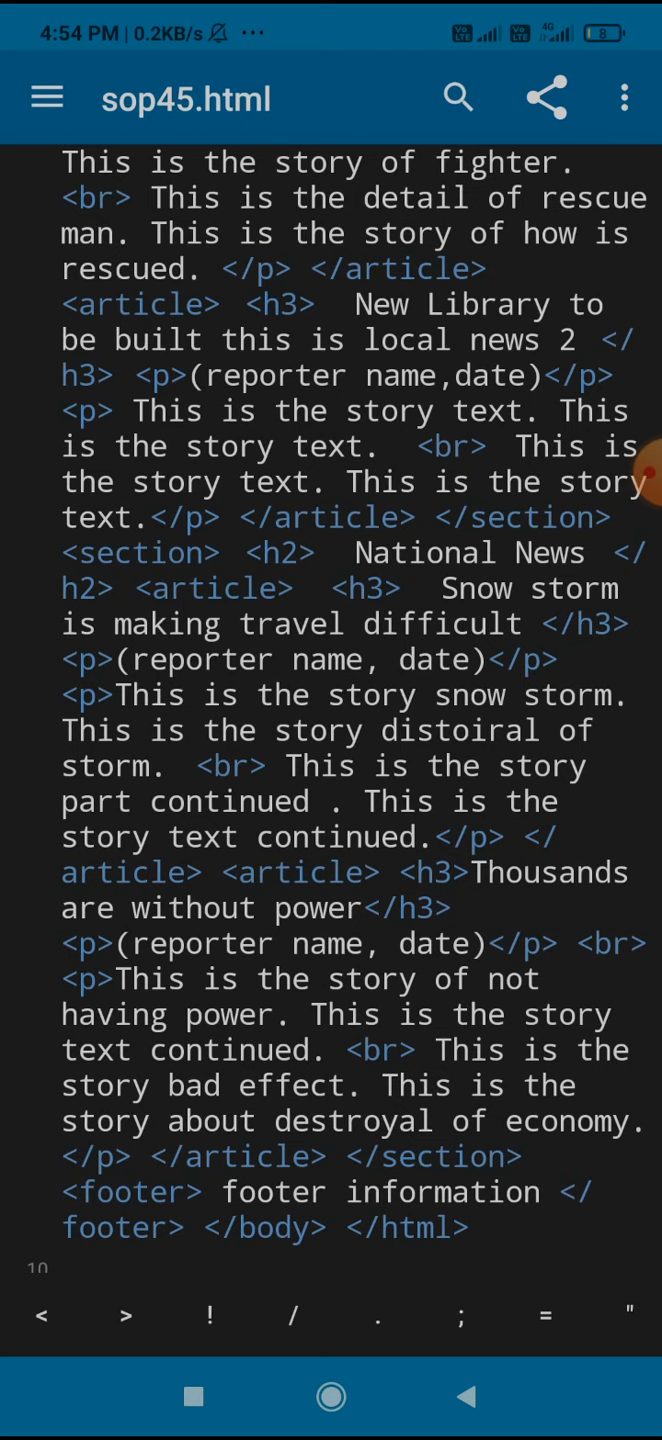 4:54 PM | 0.2KB/s ...
Vo LTE Vo LTE 4G 8
sop45.html
This is the story of fighter.
<br> This is the detail of rescue
man. This is the story of how is
rescued. </p> </article>
<article> <h3>  New Library to
be built this is local news 2 </
h3> <p>(reporter name,date)</p>
<p> This is the story text. This
is the story text.  <br>  This is
the story text. This is the story
text.</p> </article> </section>
<section> <h2>  National News  </
h2> <article>  <h3>  Snow storm
is making travel difficult </h3>
<p>(reporter name, date)</p>
<p>This is the story snow storm.
This is the story distoiral of
storm.  <br> This is the story
part continued . This is the
story text continued.</p> </
article> <article> <h3>Thousands
are without power</h3>
<p>(reporter name, date)</p> <br>
<p>This is the story of not
having power. This is the story
text continued. <br> This is the
story bad effect. This is the
story about destroyal of economy.
</p> </article> </section>
<footer> footer information </
footer> </body> </html>
10
< > ! / . ; = "